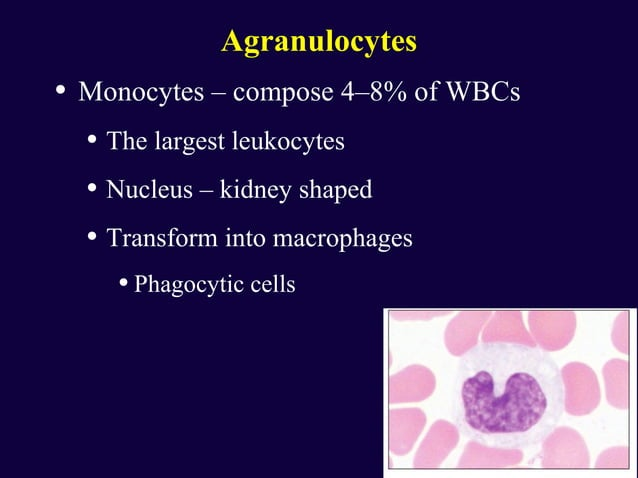 Agranulocytes
• Monocytes – compose 4–8% of WBCs
• The largest leukocytes
• Nucleus – kidney shaped
• Transform into macrophages
• Phagocytic cells